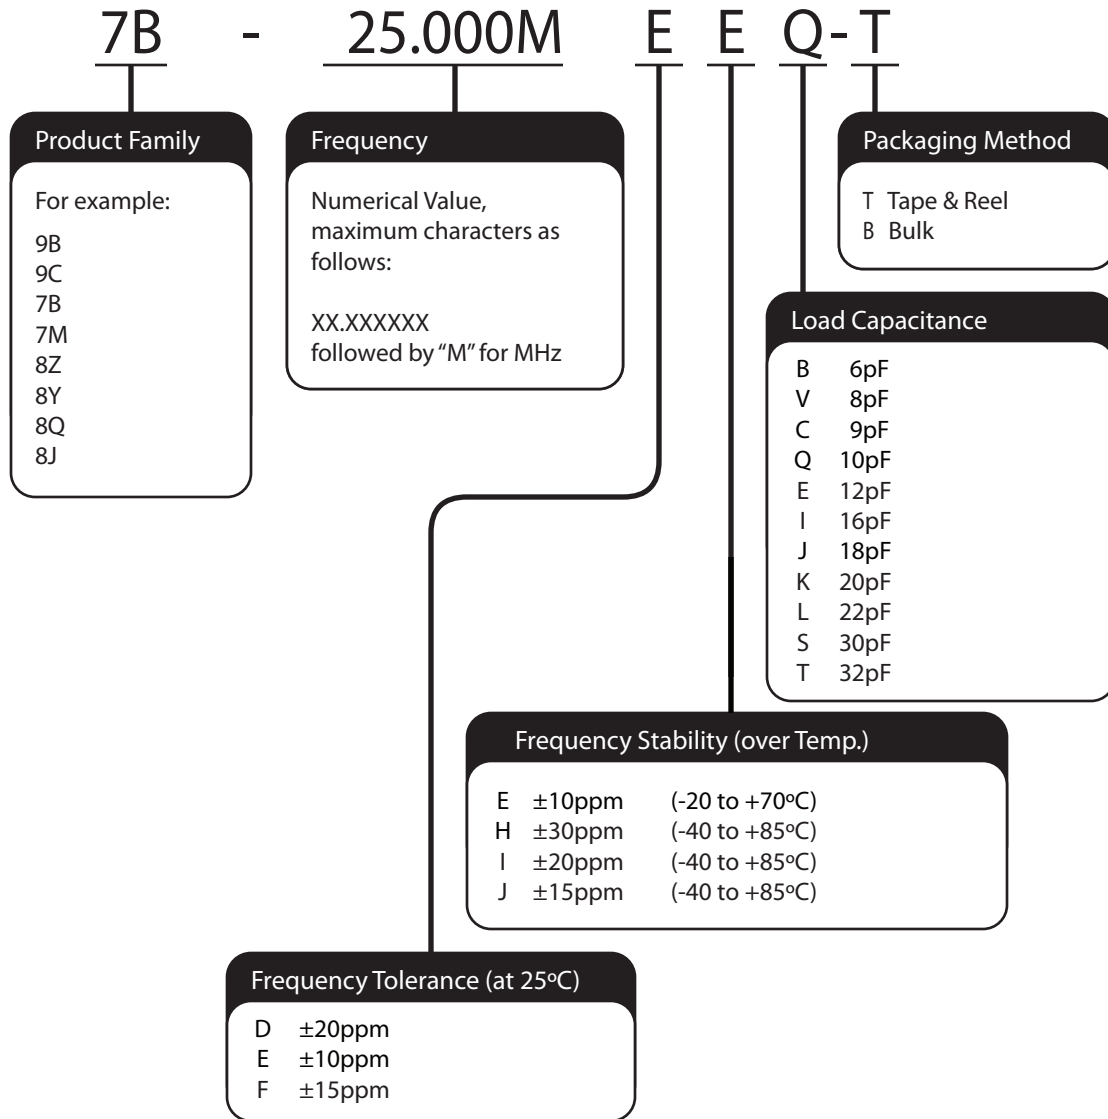 7B - 25.000M E E Q-T
Product Family
For example:
9B
9C
7B
7M
8Z
8Y
8Q
8J
Frequency
Numerical Value,
maximum characters as
follows:
XX.XXXXXX
followed by “M” for MHz
Packaging Method
T Tape & Reel
B Bulk
Load Capacitance
B 6pF
V 8pF
C 9pF
Q 10pF
E 12pF
I 16pF
J 18pF
K 20pF
L 22pF
S 30pF
T 32pF
Frequency Stability (over Temp.)
E ±10ppm (-20 to +70ºC)
H ±30ppm (-40 to +85ºC)
I ±20ppm (-40 to +85ºC)
J ±15ppm (-40 to +85ºC)
Frequency Tolerance (at 25ºC)
D ±20ppm
E ±10ppm
F ±15ppm